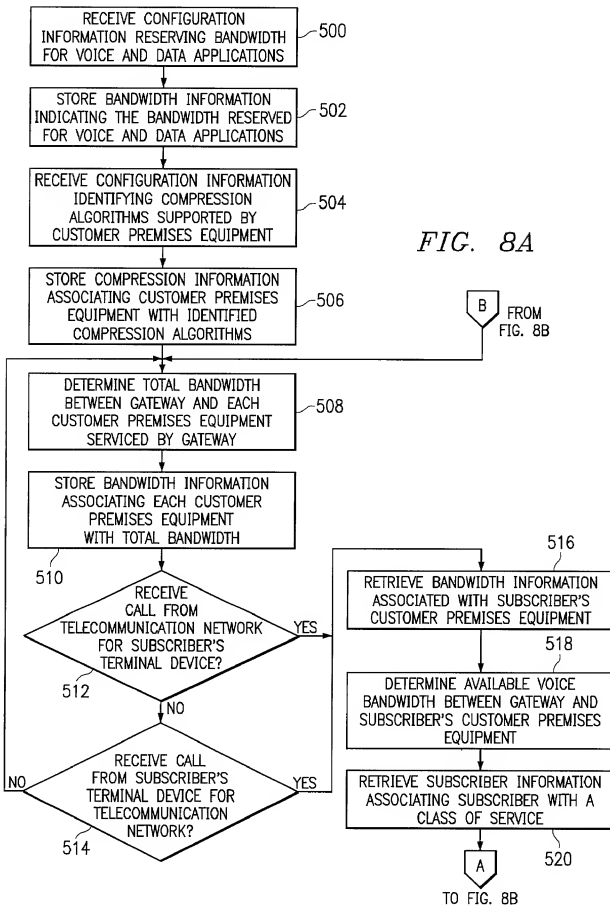 RECEIVE CONFIGURATION
INFORMATION RESERVING BANDWIDTH
FOR VOICE AND DATA APPLICATIONS
500
STORE BANDWIDTH INFORMATION
INDICATING THE BANDWIDTH RESERVED
FOR VOICE AND DATA APPLICATIONS
502
RECEIVE CONFIGURATION INFORMATION
IDENTIFYING COMPRESSION
ALGORITHMS SUPPORTED BY
CUSTOMER PREMISES EQUIPMENT
504
FIG. 8A
STORE COMPRESSION INFORMATION
ASSOCIATING CUSTOMER PREMISES
EQUIPMENT WITH IDENTIFIED
COMPRESSION ALGORITHMS
506
B
FROM
FIG. 8B
DETERMINE TOTAL BANDWIDTH
BETWEEN GATEWAY AND EACH
CUSTOMER PREMISES EQUIPMENT
SERVICED BY GATEWAY
508
STORE BANDWIDTH INFORMATION
ASSOCIATING EACH CUSTOMER
PREMISES EQUIPMENT
WITH TOTAL BANDWIDTH
510
RECEIVE
CALL FROM
TELECOMMUNICATION NETWORK
FOR SUBSCRIBER'S
TERMINAL DEVICE?
512
YES
NO
RECEIVE CALL
FROM SUBSCRIBER'S
TERMINAL DEVICE FOR
TELECOMMUNICATION
NETWORK?
514
NO
YES
516
RETRIEVE BANDWIDTH INFORMATION
ASSOCIATED WITH SUBSCRIBER'S
CUSTOMER PREMISES EQUIPMENT
518
DETERMINE AVAILABLE VOICE
BANDWIDTH BETWEEN GATEWAY AND
SUBSCRIBER'S CUSTOMER PREMISES
EQUIPMENT
RETRIEVE SUBSCRIBER INFORMATION
ASSOCIATING SUBSCRIBER WITH A
CLASS OF SERVICE
520
A
TO FIG. 8B